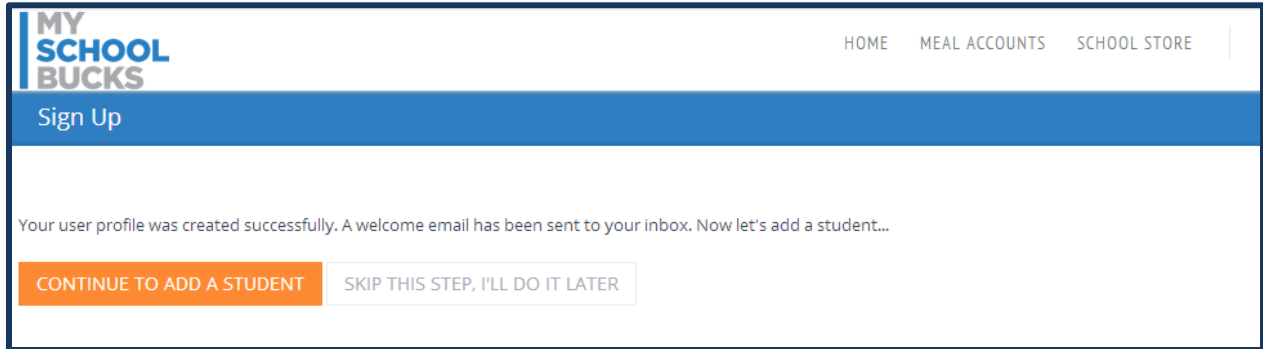 MY
SCHOOL
BUCKS
HOME MEAL ACCOUNTS SCHOOL STORE
Sign Up
Your user profile was created successfully. A welcome email has been sent to your inbox. Now let's add a student...
CONTINUE TO ADD A STUDENT SKIP THIS STEP, I'LL DO IT LATER